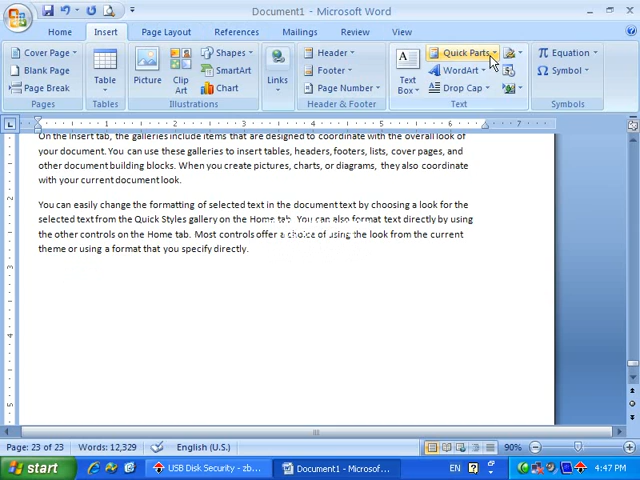 Document1 - Microsoft Word
Home Insert Page Layout References Mailings Review View
Cover Page
Blank Page
Page Break
Pages
Table
Tables
Picture
Clip
Art
Shapes
SmartArt
Chart
Illustrations
Links
Header
Footer
Page Number
Header & Footer
Text
Box
Quick Parts
WordArt
Drop Cap
Text
Equation
Symbol
Symbols
1 2 3 4 5 6 7
On the Insert tab, the galleries include items that are designed to coordinate with the overall look of
your document. You can use these galleries to insert tables, headers, footers, lists, cover pages, and
other document building blocks. When you create pictures, charts, or diagrams, they also coordinate
with your current document look.
You can easily change the formatting of selected text in the document text by choosing a look for the
selected text from the Quick Styles gallery on the Home tab. You can also format text directly by using
the other controls on the Home tab. Most controls offer a choice of using the look from the current
theme or using a format that you specify directly.
Page: 23 of 23 Words: 12,329 English (U.S.) 90%
start USB Disk Security - zb... Document1 - Microsof... EN 4:47 PM